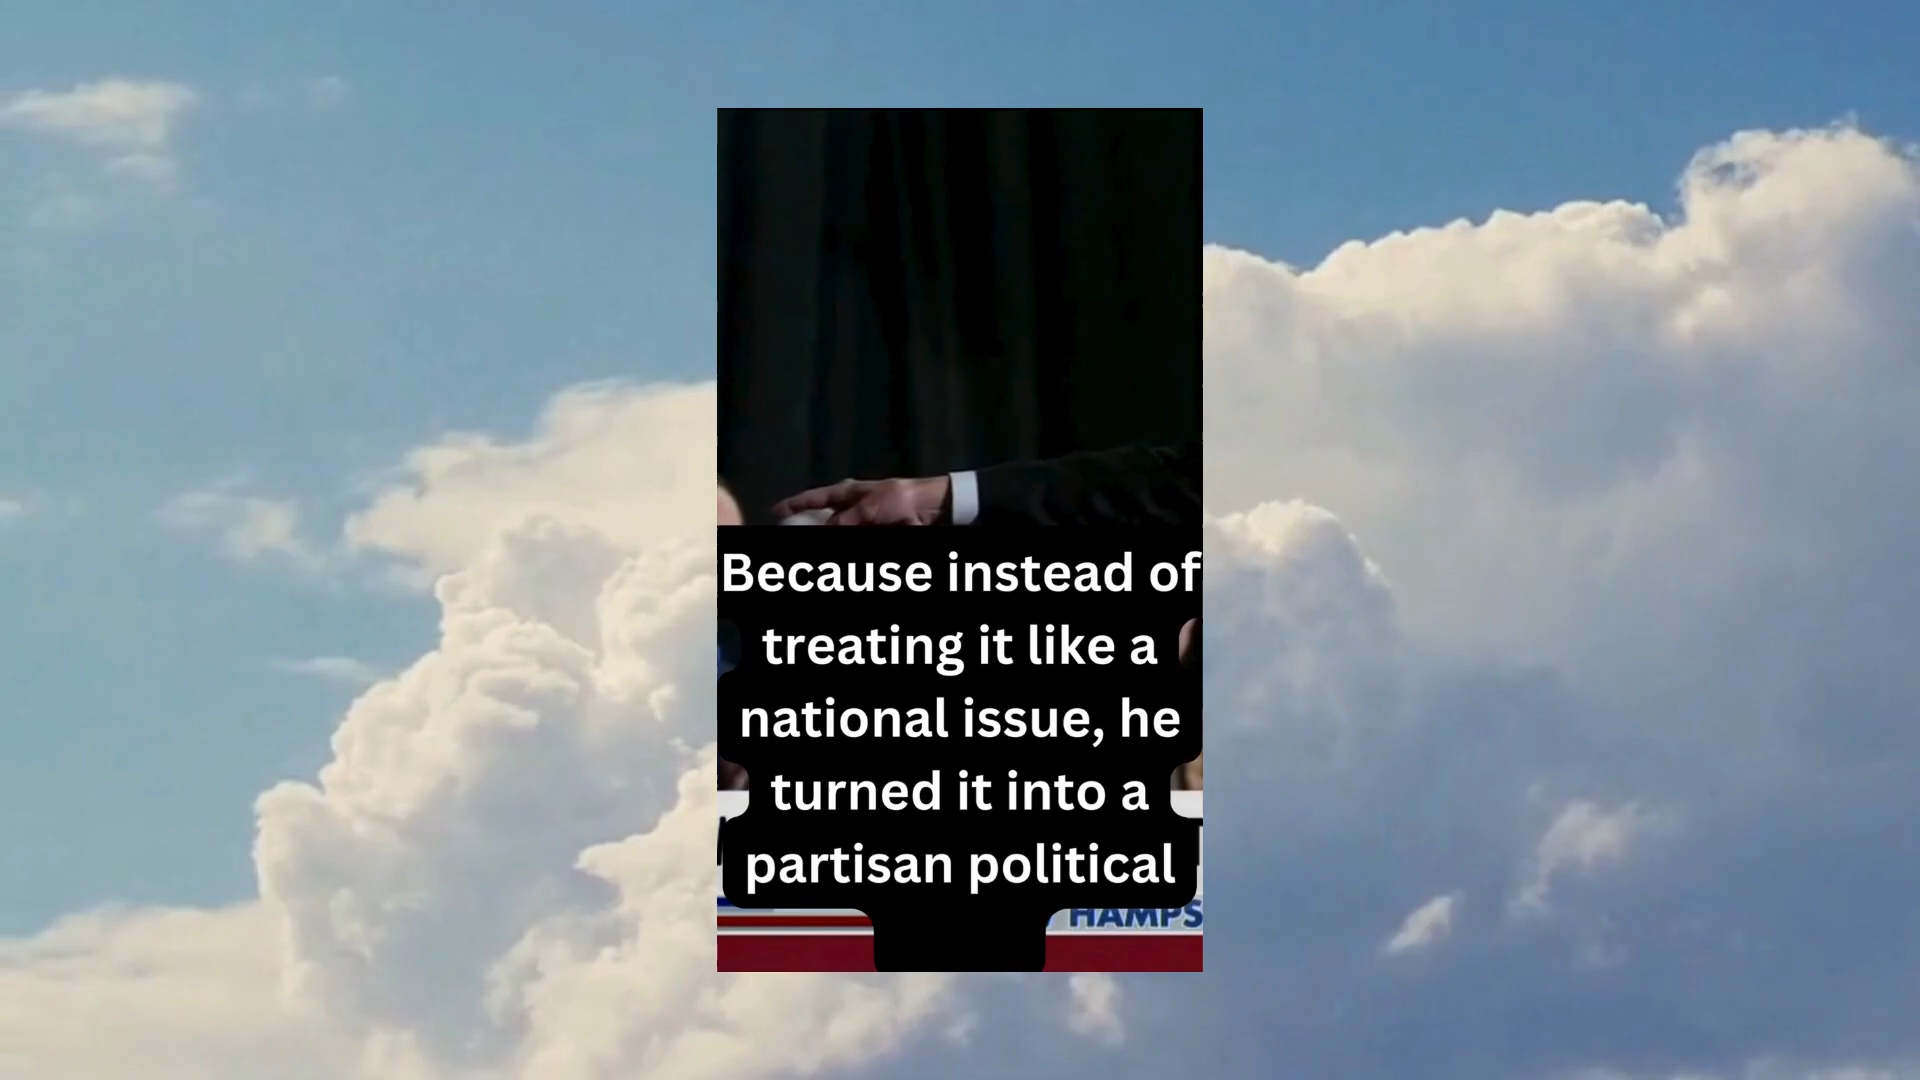 Because instead of
treating it like a
national issue, he
turned it into a
partisan political
HAMPS